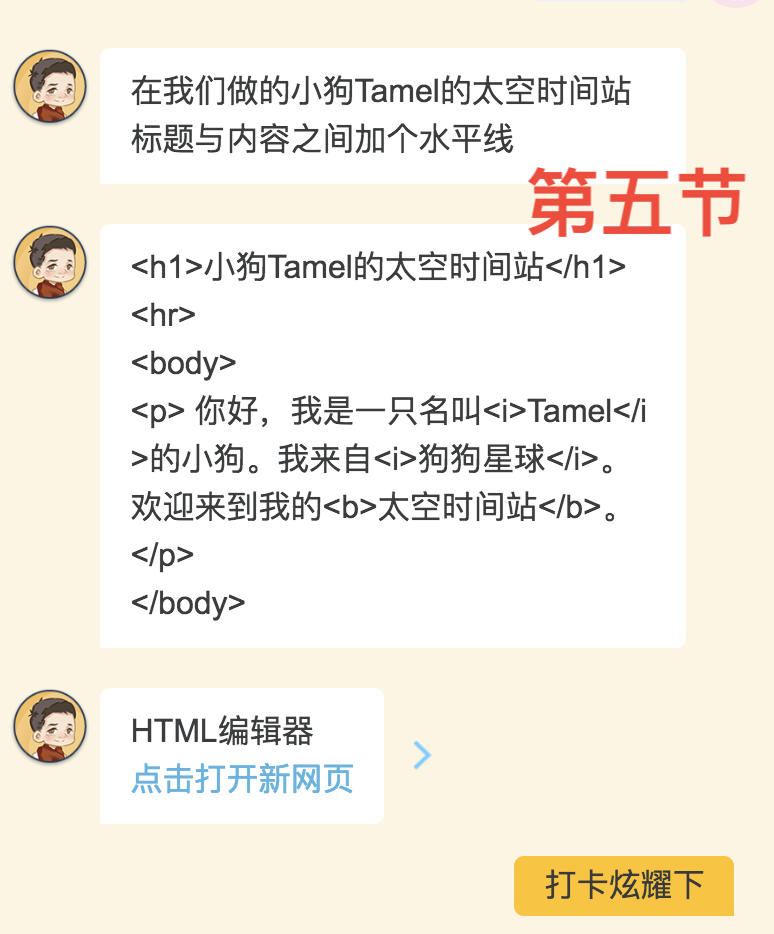 在我们做的小狗Tamel的太空时间站
标题与内容之间加个水平线
第五节
<h1>小狗Tamel的太空时间站</h1>
<hr>
<body>
<p> 你好，我是一只名叫<i>Tamel</i
>的小狗。我来自<i>狗狗星球</i>。
欢迎来到我的<b>太空时间站</b>。
</p>
</body>
HTML编辑器
点击打开新网页
打卡炫耀下